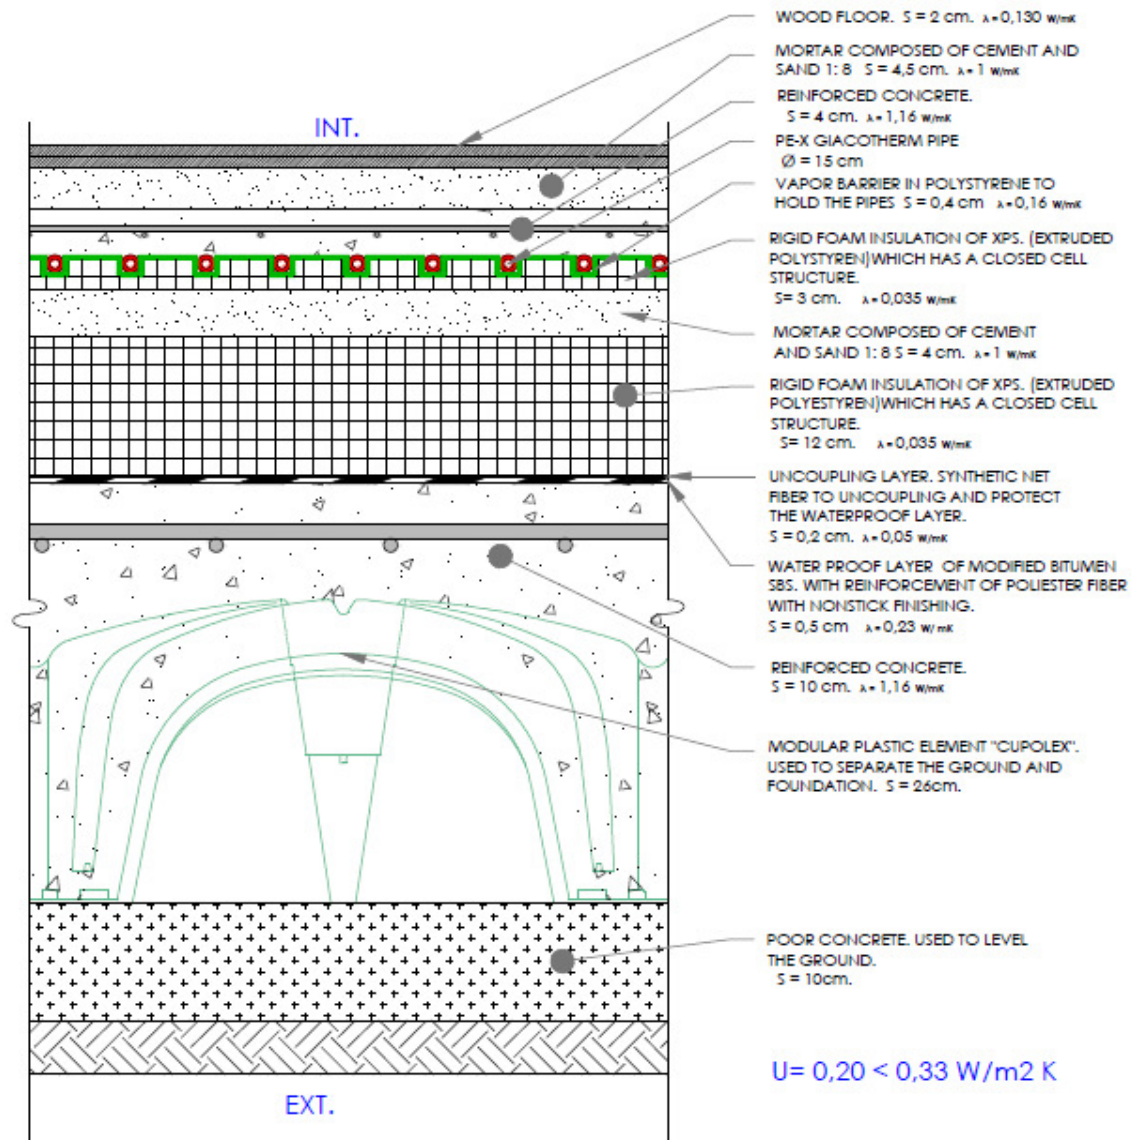 WOOD FLOOR. S = 2 cm. λ=0,130 W/mK
MORTAR COMPOSED OF CEMENT AND
SAND 1: 8 S = 4,5 cm. λ= 1 W/mK
REINFORCED CONCRETE.
S = 4 cm. λ= 1,16 W/mK
INT.
PE-X GIACOTHERM PIPE
Ø = 15 cm
VAPOR BARRIER IN POLYSTYRENE TO
HOLD THE PIPES S = 0,4 cm λ=0,16 W/mK
RIGID FOAM INSULATION OF XPS. (EXTRUDED
POLYSTYREN)WHICH HAS A CLOSED CELL
STRUCTURE.
S= 3 cm. λ=0,035 W/mK
MORTAR COMPOSED OF CEMENT
AND SAND 1: 8 S = 4 cm. λ= 1 W/mK
RIGID FOAM INSULATION OF XPS. (EXTRUDED
POLYESTYREN)WHICH HAS A CLOSED CELL
STRUCTURE.
S= 12 cm. λ=0,035 W/mK
UNCOUPLING LAYER. SYNTHETIC NET
FIBER TO UNCOUPLING AND PROTECT
THE WATERPROOF LAYER.
S = 0,2 cm. λ=0,05 W/mK
WATER PROOF LAYER OF MODIFIED BITUMEN
SBS. WITH REINFORCEMENT OF POLIESTER FIBER
WITH NONSTICK FINISHING.
S = 0,5 cm λ=0,23 W/ mK
REINFORCED CONCRETE.
S = 10 cm. λ= 1,16 W/mK
MODULAR PLASTIC ELEMENT "CUPOLEX".
USED TO SEPARATE THE GROUND AND
FOUNDATION. S = 26cm.
POOR CONCRETE. USED TO LEVEL
THE GROUND.
S = 10cm.
U= 0,20 < 0,33 W/m2 K
EXT.